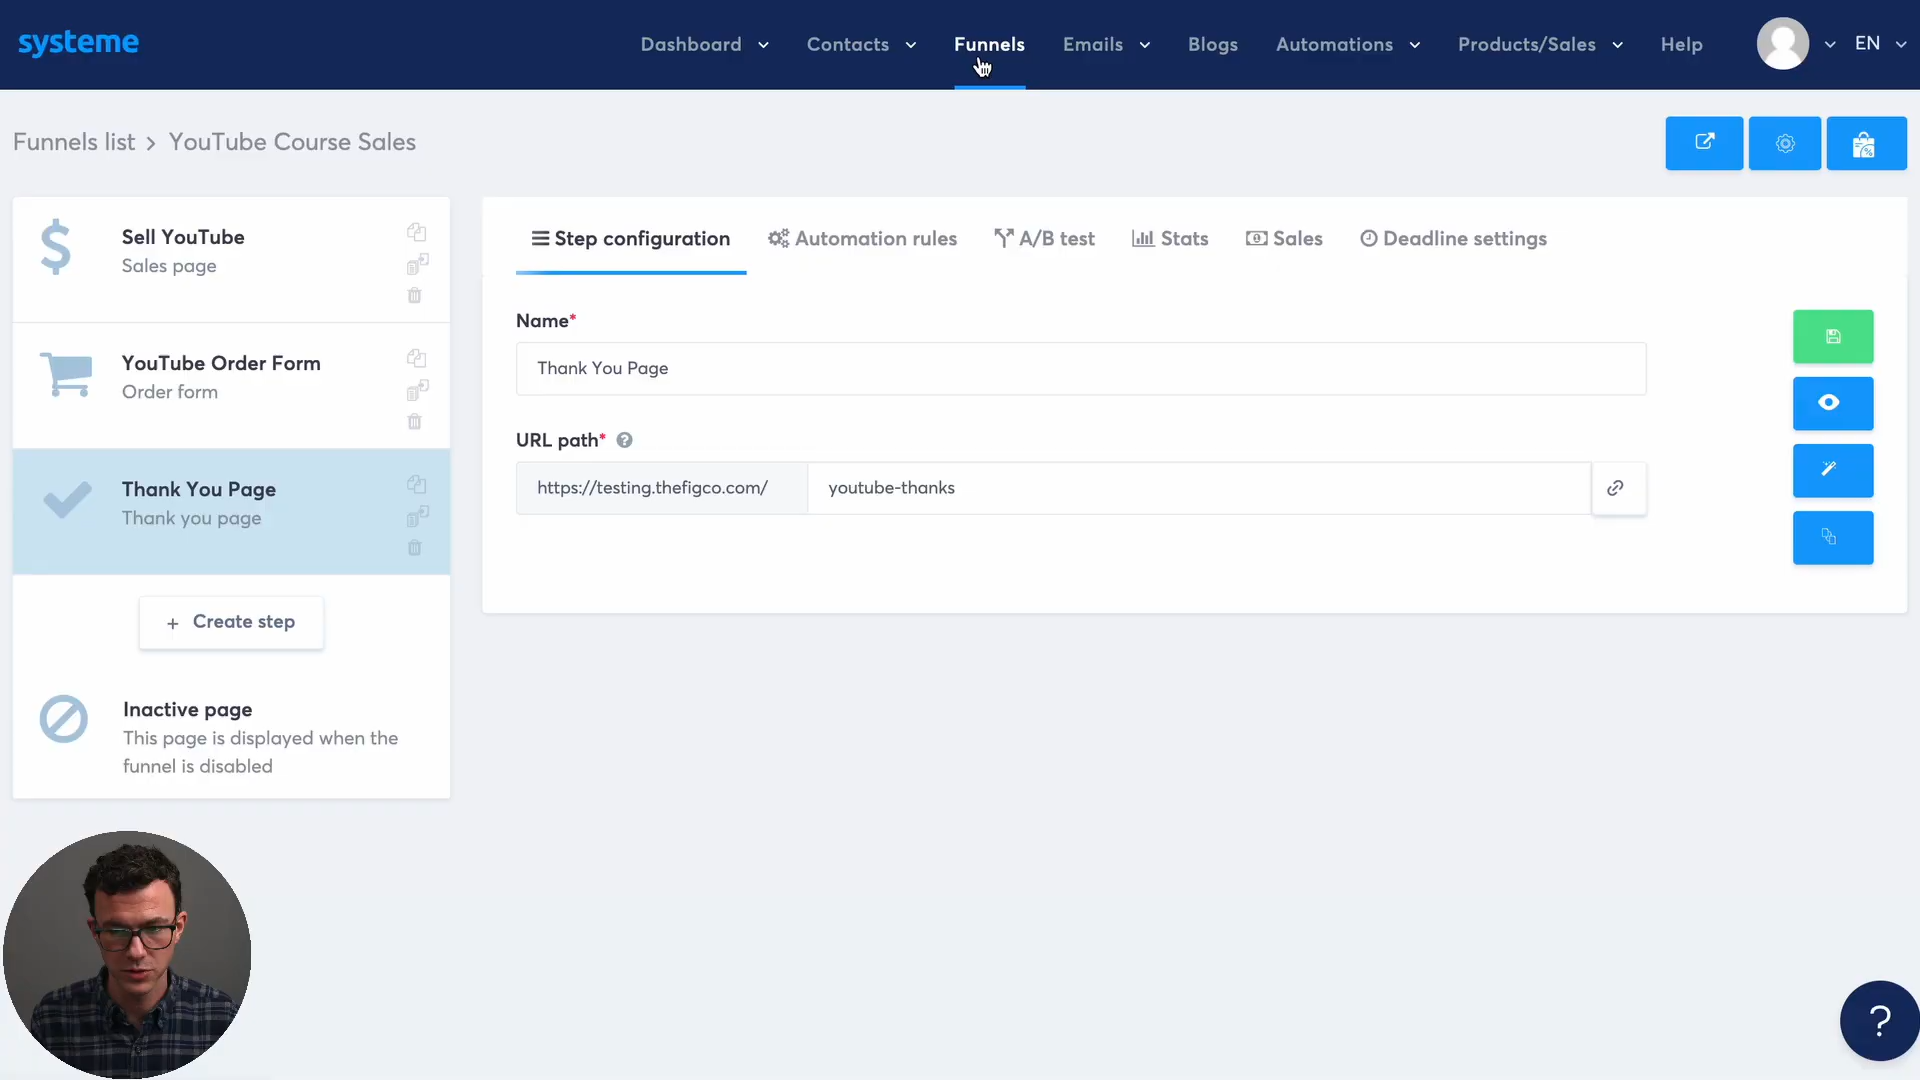 systeme
Dashboard
Contacts
Funnels
Emails
Blogs
Automations
Products/Sales
Help
EN
Funnels list > YouTube Course Sales
Sell YouTube
Sales page
YouTube Order Form
Order form
Thank You Page
Thank you page
+ Create step
Inactive page
This page is displayed when the
funnel is disabled
Step configuration
Automation rules
A/B test
Stats
Sales
Deadline settings
Name*
Thank You Page
URL path* ?
https://testing.thefigco.com/
youtube-thanks
?